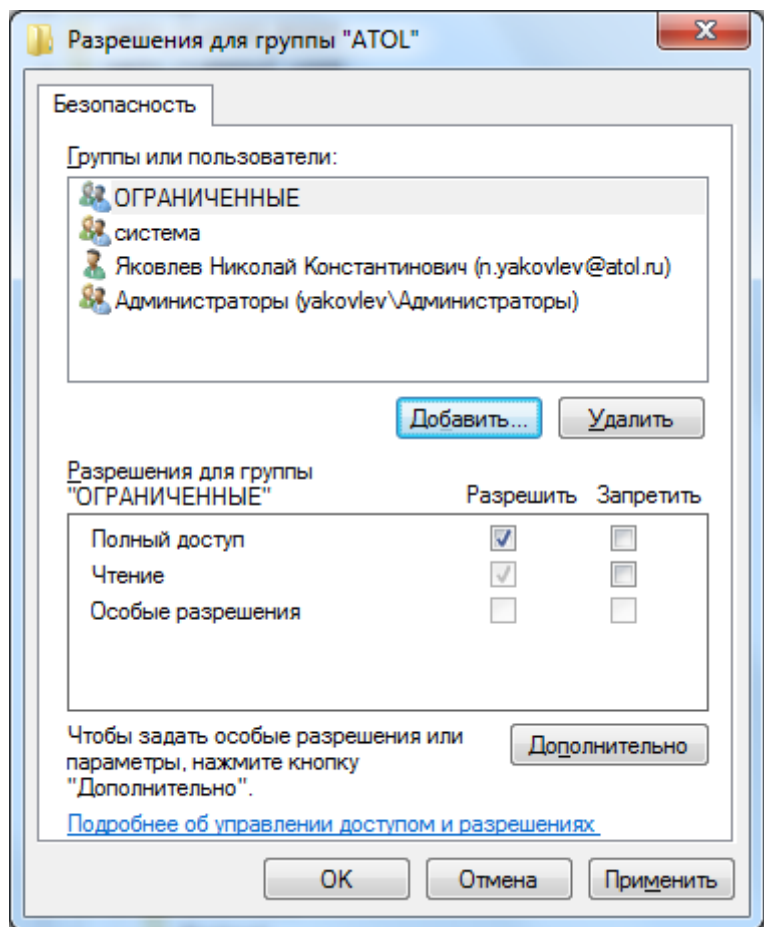 Разрешения для группы "ATOL"
Безопасность
Группы или пользователи:
ОГРАНИЧЕННЫЕ
система
Яковлев Николай Константинович (n.yakovlev@atol.ru)
Администраторы (yakovlev\Администраторы)
Добавить... Удалить
Разрешения для группы
"ОГРАНИЧЕННЫЕ" Разрешить Запретить
Полный доступ
Чтение
Особые разрешения
Чтобы задать особые разрешения или
параметры, нажмите кнопку
"Дополнительно".
Дополнительно
Подробнее об управлении доступом и разрешениях
OK Отмена Применить